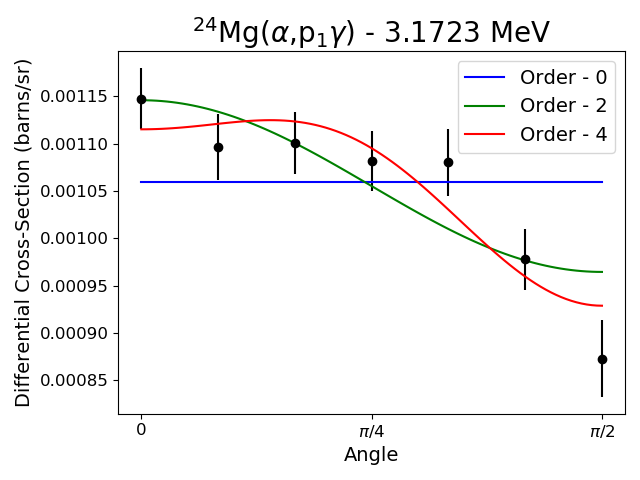 ²⁴Mg(α,p₁γ) - 3.1723 MeV
Differential Cross-Section (barns/sr)
0.00115
0.00110
0.00105
0.00100
0.00095
0.00090
0.00085
Order - 0
Order - 2
Order - 4
0
π/4
π/2
Angle